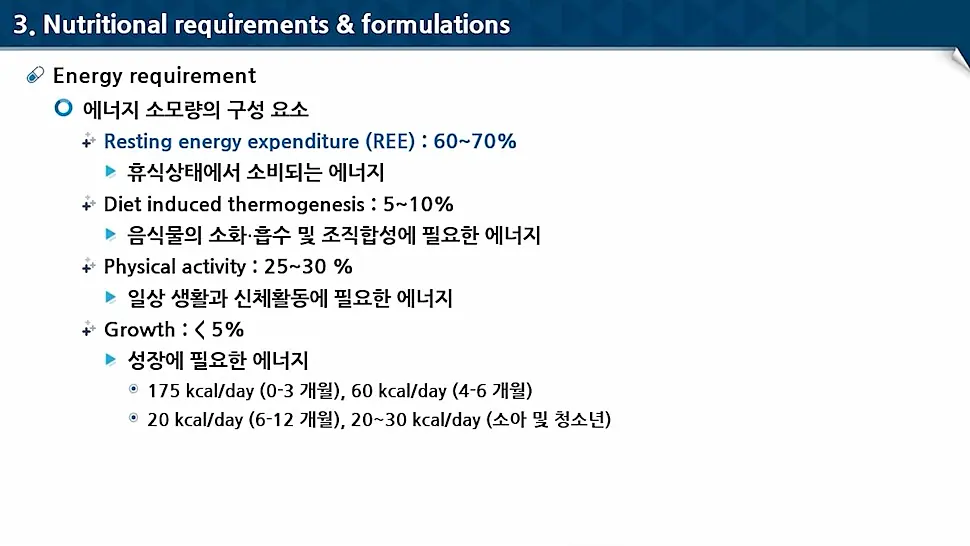 3. Nutritional requirements & formulations
Energy requirement
에너지 소모량의 구성 요소
Resting energy expenditure (REE) : 60~70%
휴식상태에서 소비되는 에너지
Diet induced thermogenesis : 5~10%
음식물의 소화·흡수 및 조직합성에 필요한 에너지
Physical activity : 25~30 %
일상 생활과 신체활동에 필요한 에너지
Growth : < 5%
성장에 필요한 에너지
175 kcal/day (0-3 개월), 60 kcal/day (4-6 개월)
20 kcal/day (6-12 개월), 20~30 kcal/day (소아 및 청소년)